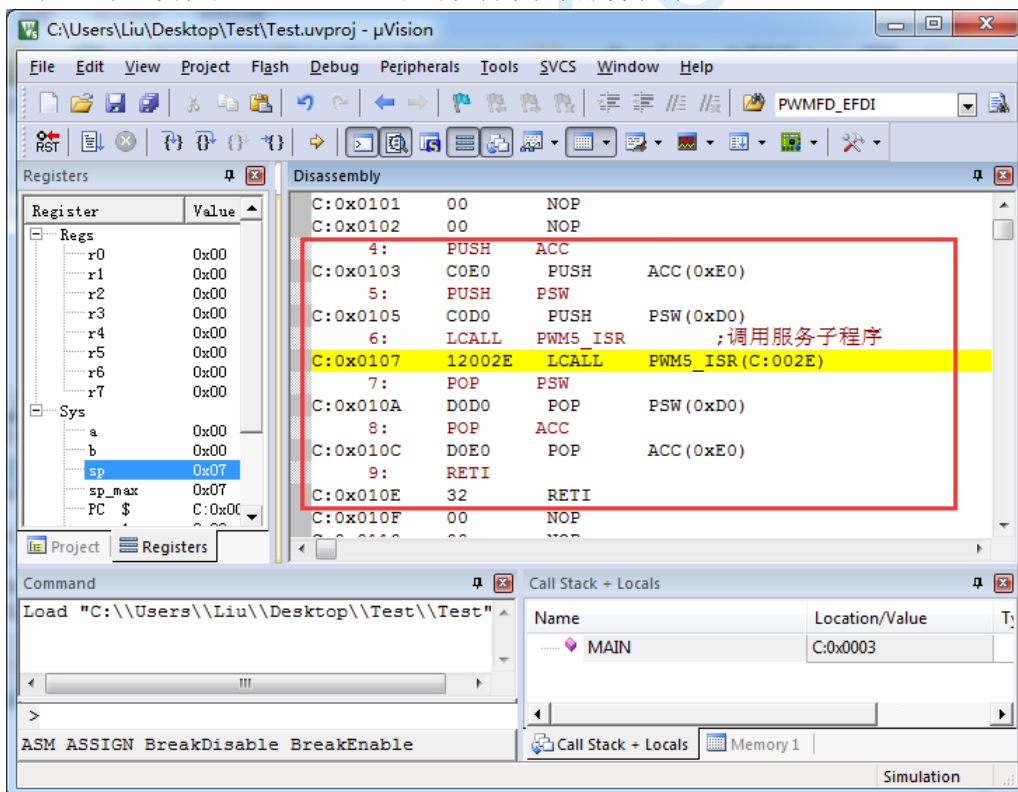 C:\Users\Liu\Desktop\Test\Test.uvproj - µVision
File Edit View Project Flash Debug Peripherals Tools SVCS Window Help
PWMFD_EFDI
RST
Registers
Register Value
Regs
r0 0x00
r1 0x00
r2 0x00
r3 0x00
r4 0x00
r5 0x00
r6 0x00
r7 0x00
Sys
a 0x00
b 0x00
sp 0x07
sp_max 0x07
PC $ C:0x00
Project Registers
Disassembly
C:0x0101 00 NOP
C:0x0102 00 NOP
4: PUSH ACC
C:0x0103 C0E0 PUSH ACC(0xE0)
5: PUSH PSW
C:0x0105 C0D0 PUSH PSW(0xD0)
6: LCALL PWM5_ISR ;调用服务子程序
C:0x0107 12002E LCALL PWM5_ISR(C:002E)
7: POP PSW
C:0x010A D0D0 POP PSW(0xD0)
8: POP ACC
C:0x010C D0E0 POP ACC(0xE0)
9: RETI
C:0x010E 32 RETI
C:0x010F 00 NOP
Command
Load "C:\\Users\\Liu\\Desktop\\Test\\Test"
>
ASM ASSIGN BreakDisable BreakEnable
Call Stack + Locals
Name Location/Value
MAIN C:0x0003
Call Stack + Locals Memory 1
Simulation